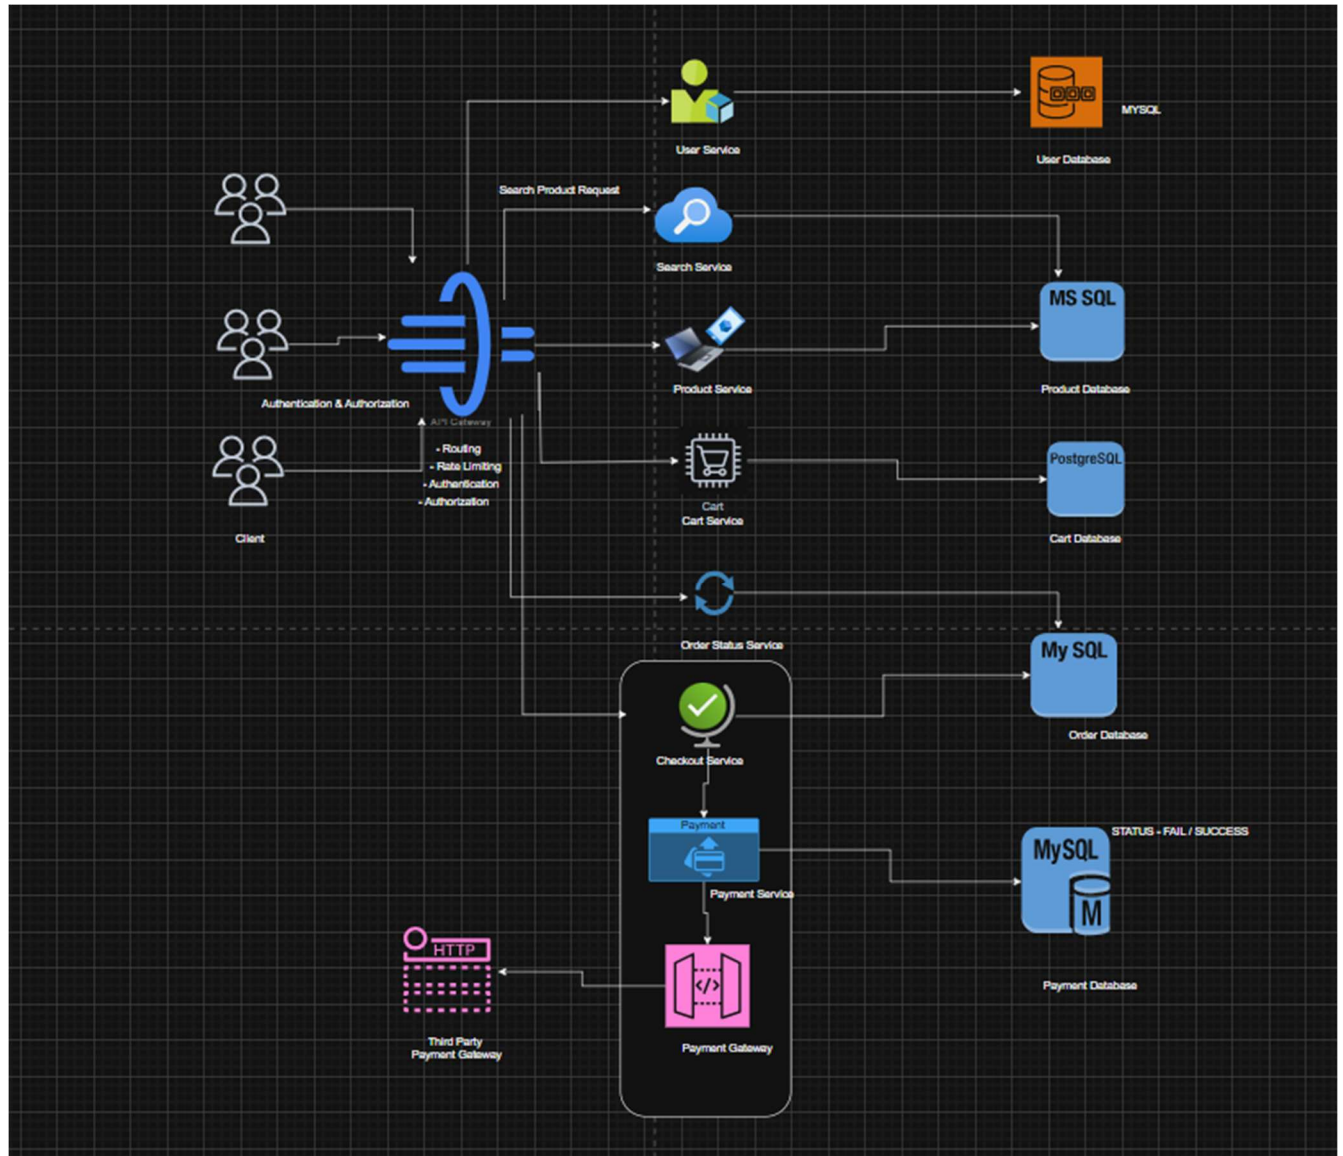 User Service
MYSQL
User Database
Search Product Request
Search Service
MS SQL
Product Service
Product Database
Authentication & Authorization
API Gateway
- Routing
- Rate Limiting
- Authentication
- Authorization
Client
PostgreSQL
Cart
Cart Service
Cart Database
Order Status Service
My SQL
Order Database
Checkout Service
Payment
Payment Service
STATUS - FAIL / SUCCESS
MySQL
M
Payment Database
HTTP
Third Party
Payment Gateway
</>
Payment Gateway